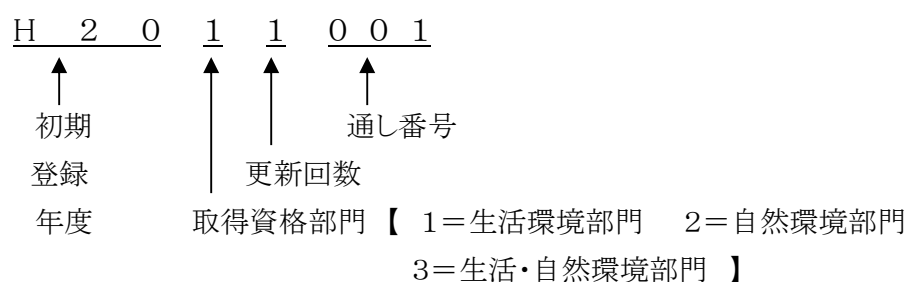 H 2 0 1 1 0 0 1
初期 通し番号
登録 更新回数
年度 取得資格部門【 1＝生活環境部門 2＝自然環境部門
3＝生活・自然環境部門 】